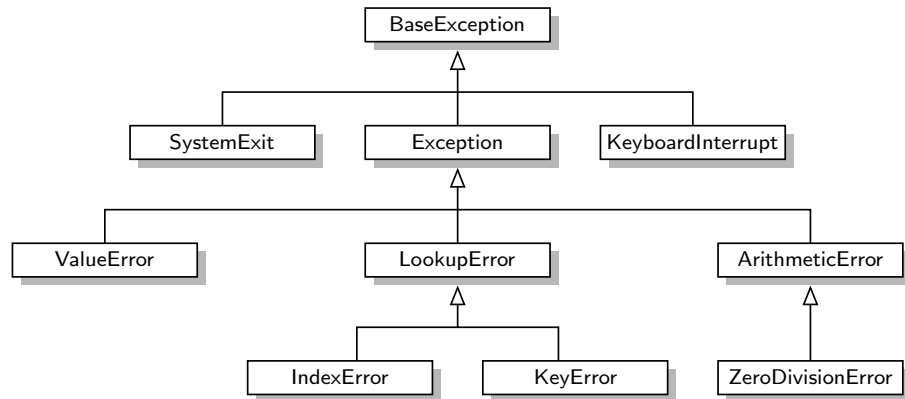 BaseException
SystemExit
Exception
KeyboardInterrupt
ValueError
LookupError
ArithmeticError
IndexError
KeyError
ZeroDivisionError